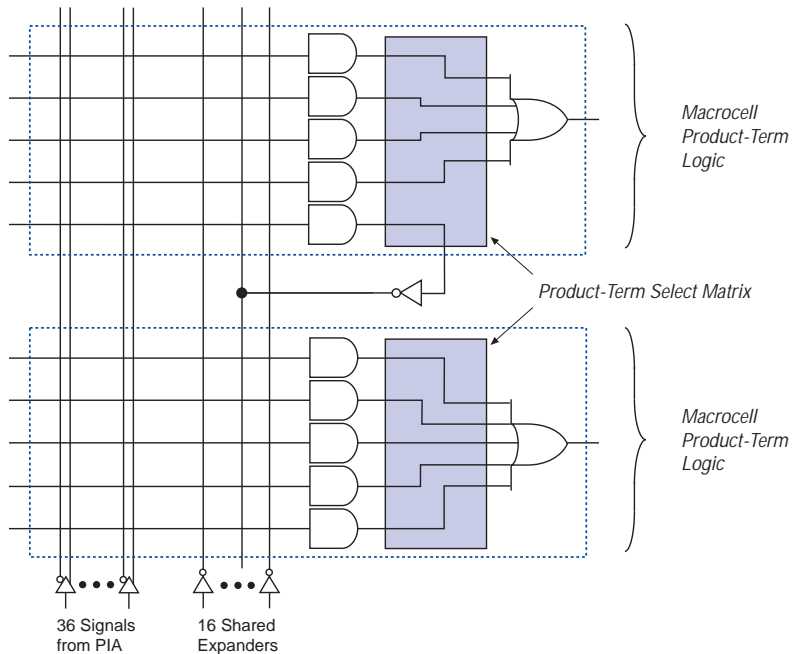 Macrocell
Product-Term
Logic
Product-Term Select Matrix
Macrocell
Product-Term
Logic
36 Signals
from PIA
16 Shared
Expanders